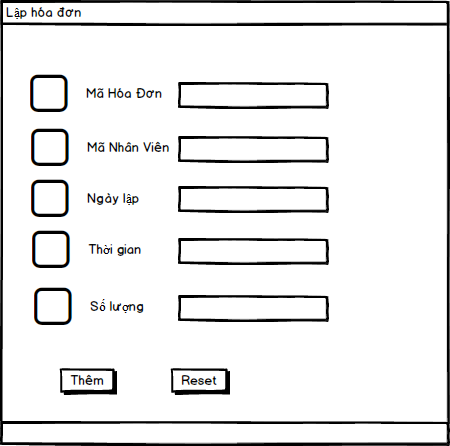 Lập hóa đơn
Mã Hóa Đơn
Mã Nhân Viên
Ngày lập
Thời gian
Số lượng
Thêm Reset